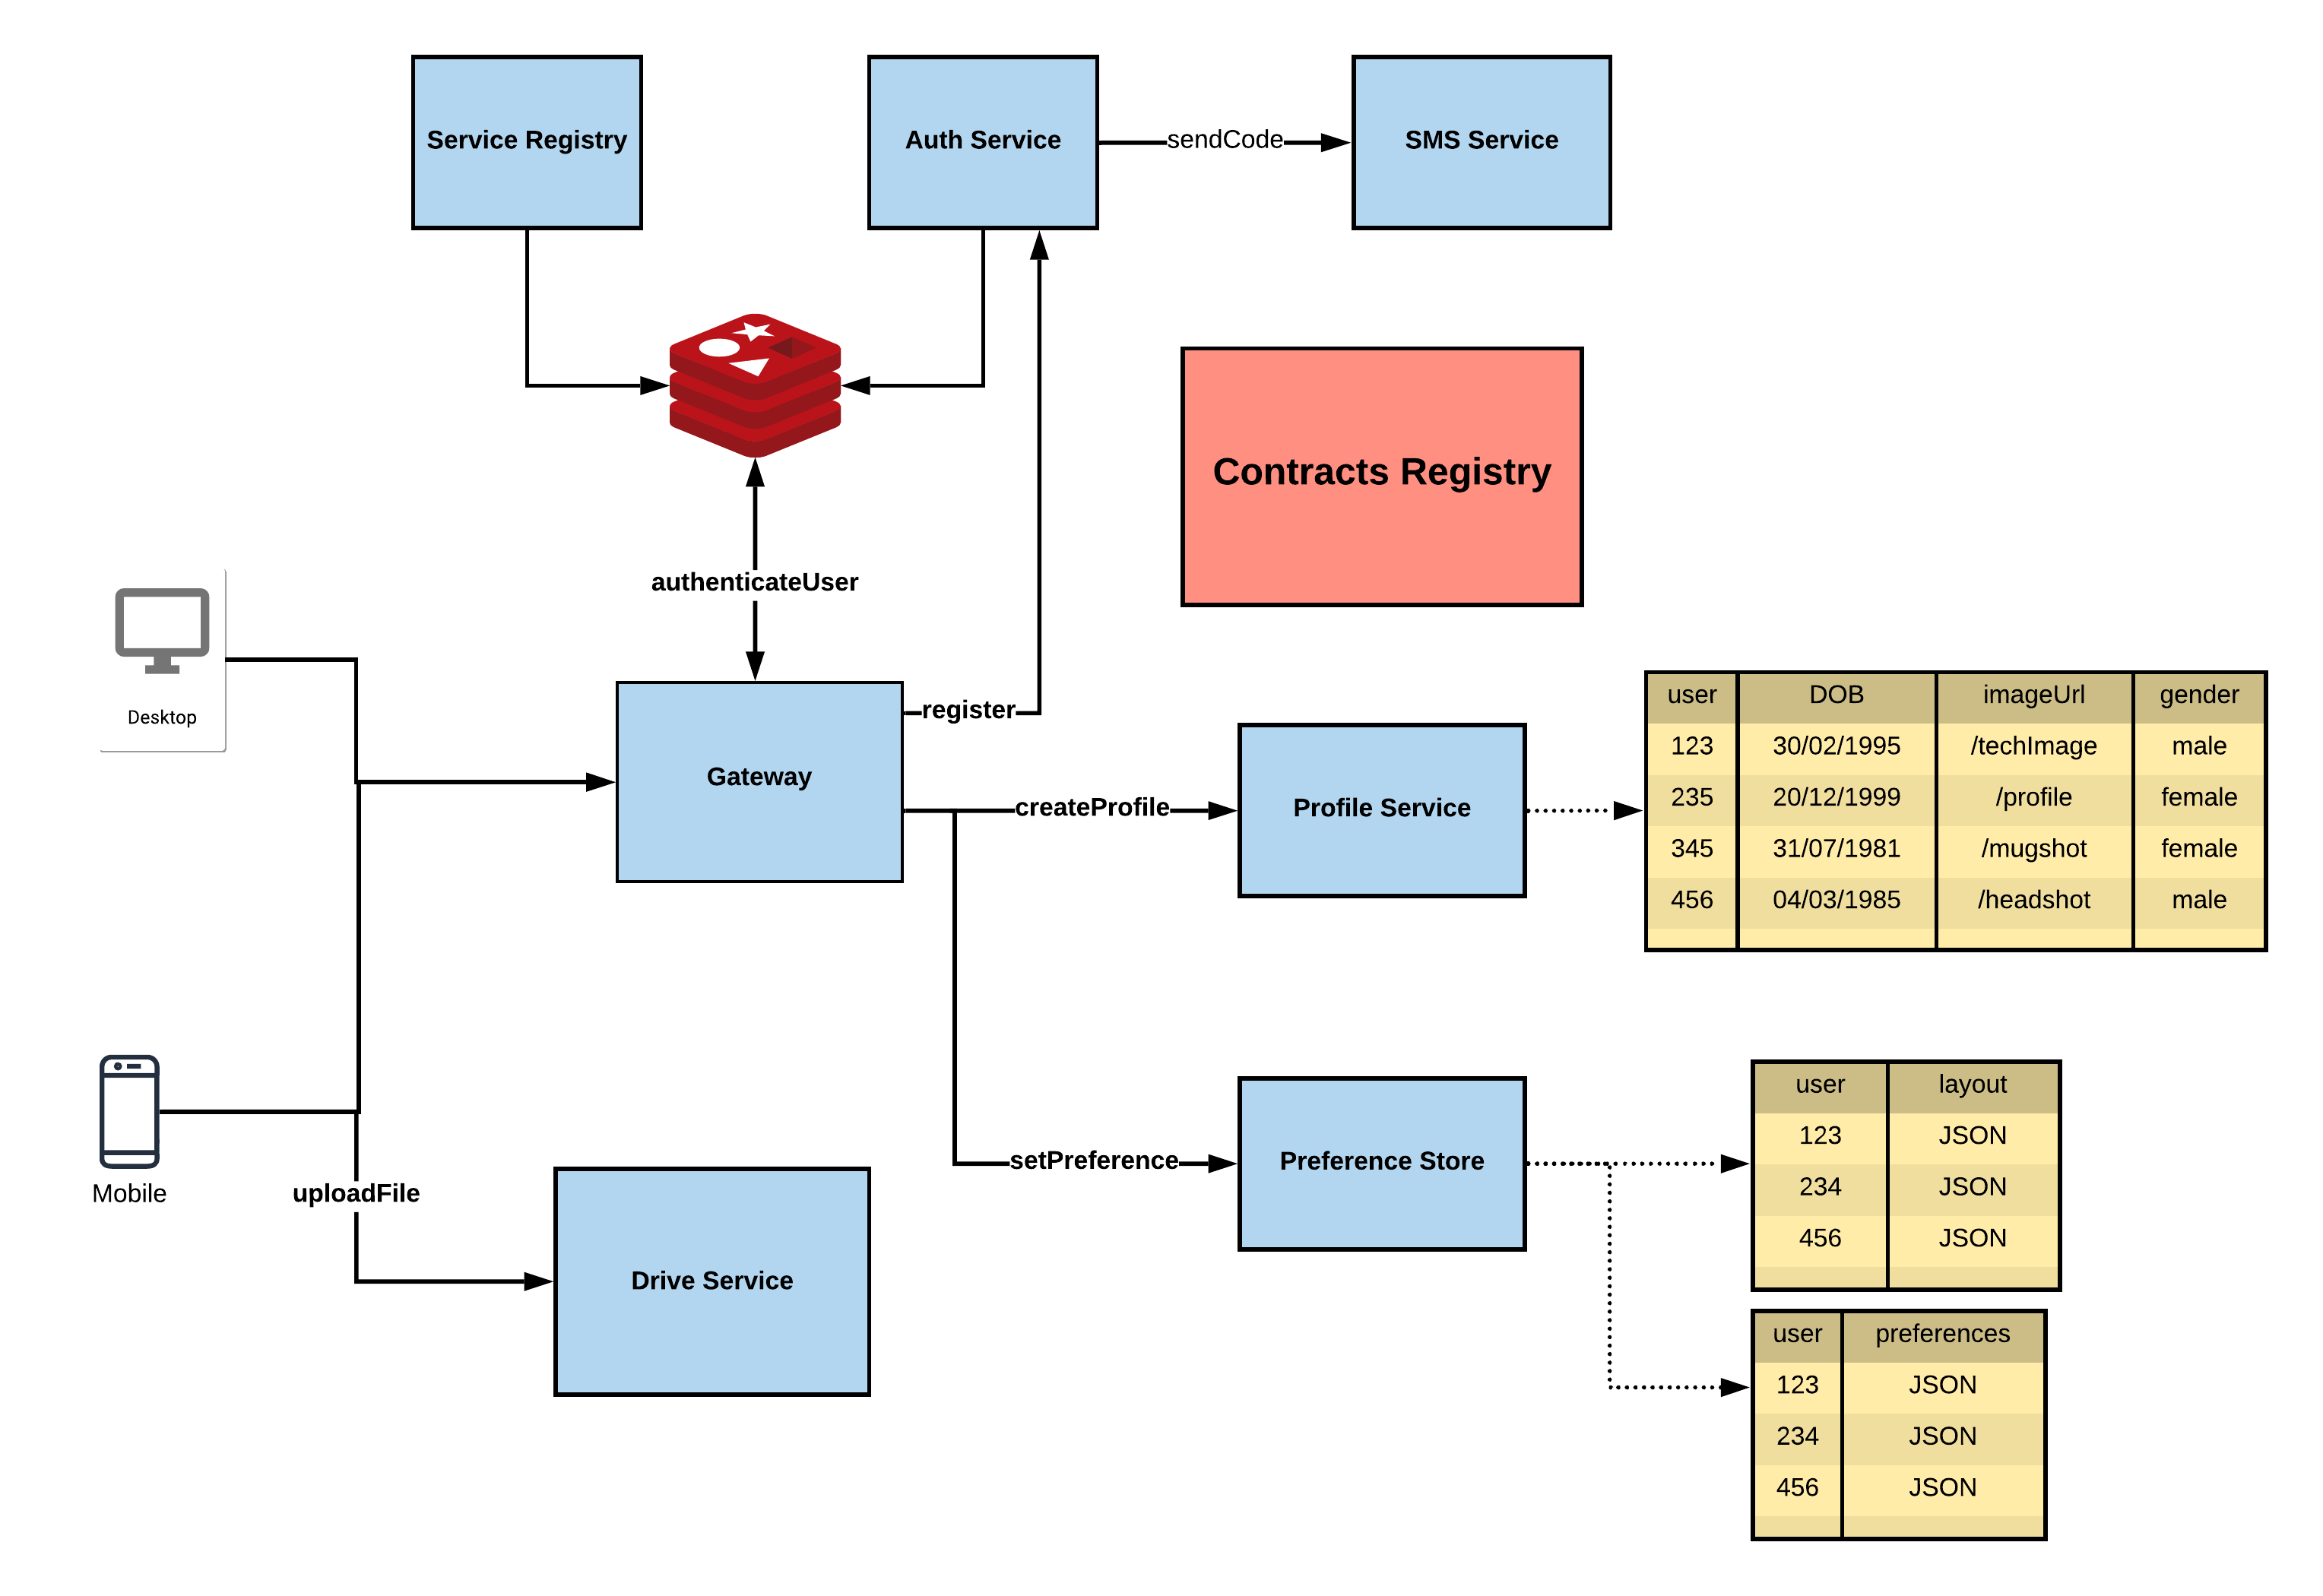 Service Registry
Auth Service
sendCode
SMS Service
Contracts Registry
authenticateUser
Desktop
register
Gateway
createProfile
Profile Service
user DOB imageUrl gender
123 30/02/1995 /techImage male
235 20/12/1999 /profile female
345 31/07/1981 /mugshot female
456 04/03/1985 /headshot male
Mobile
uploadFile
Drive Service
setPreference
Preference Store
user layout
123 JSON
234 JSON
456 JSON
user preferences
123 JSON
234 JSON
456 JSON